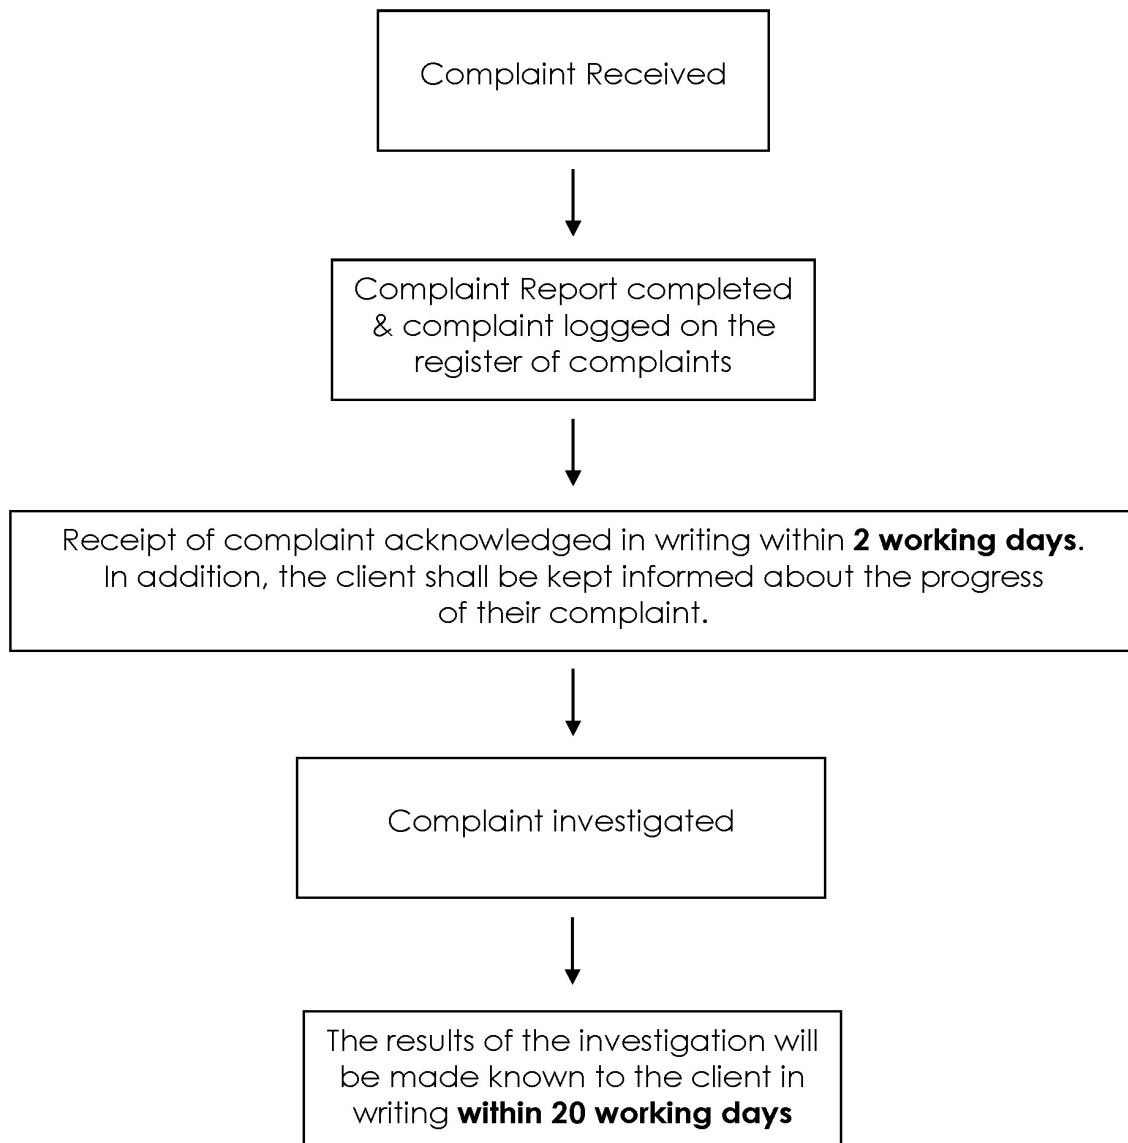 Complaint Received
Complaint Report completed
& complaint logged on the
register of complaints
Receipt of complaint acknowledged in writing within 2 working days.
In addition, the client shall be kept informed about the progress
of their complaint.
Complaint investigated
The results of the investigation will
be made known to the client in
writing within 20 working days